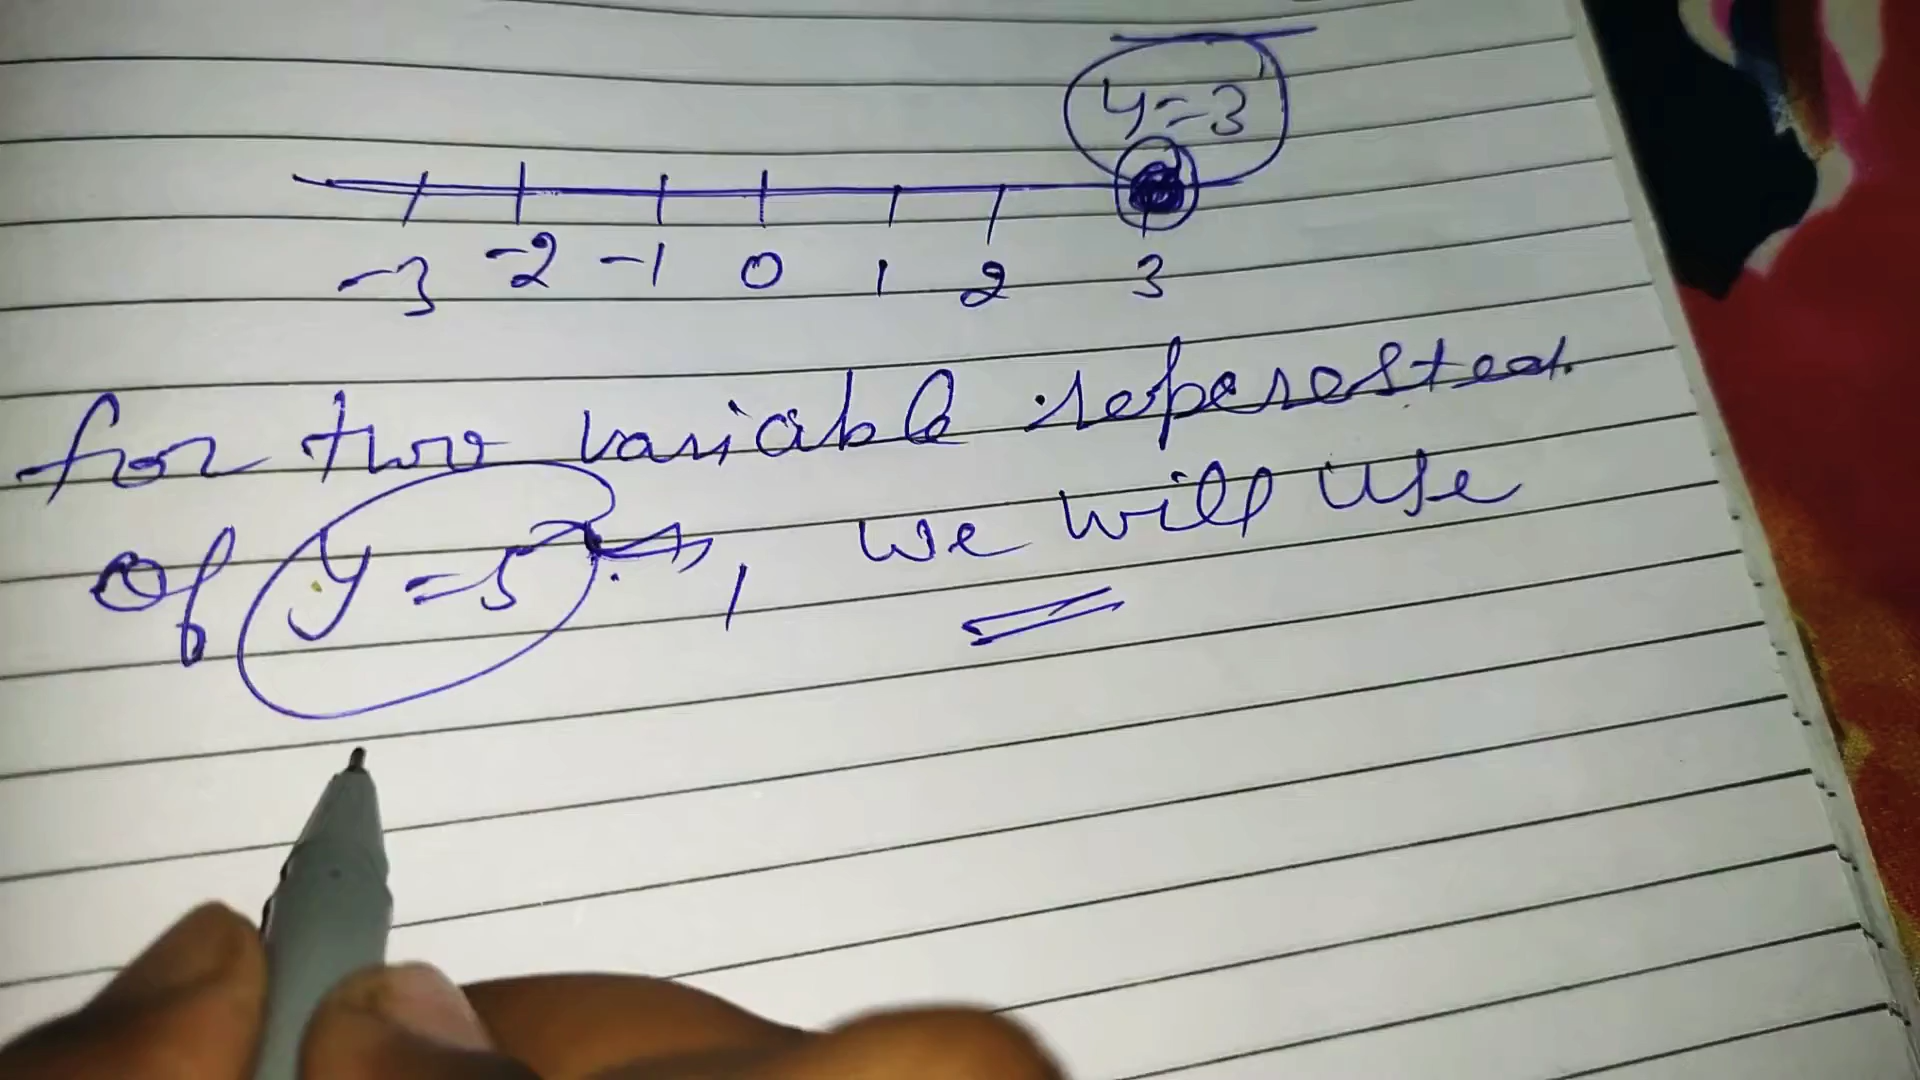 y=3
-3 -2 -1 0 1 2 3
for two variable
of y=5, we will use